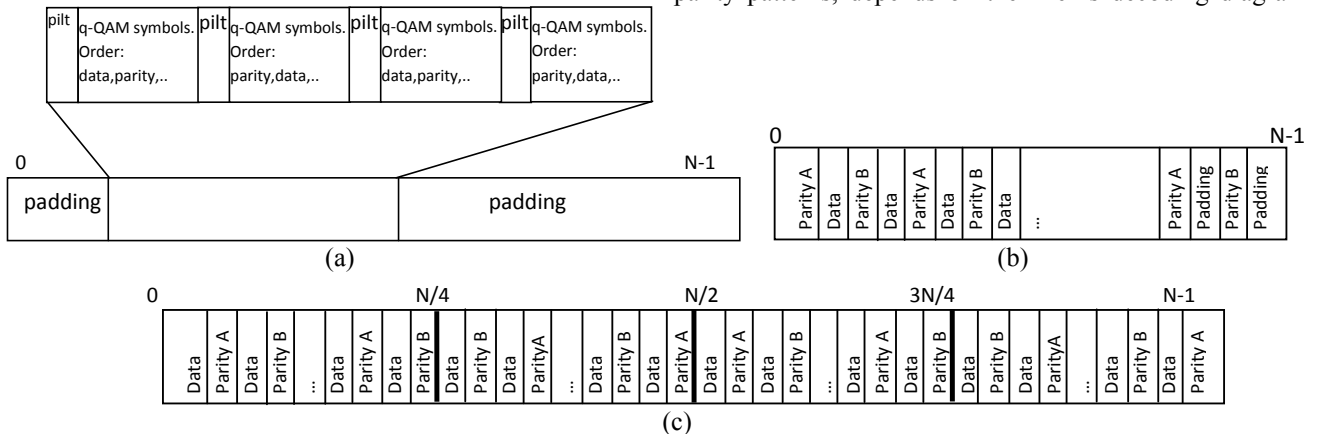 parity patterns, depends on the
decoding diagra
pilt q-QAM symbols. Order: data,parity,..
pilt q-QAM symbols. Order: parity,data,..
pilt q-QAM symbols. Order: data,parity,..
pilt q-QAM symbols. Order: parity,data,..
0 N-1
padding padding
(a)
0 N-1
Parity A Data Parity B Data Parity A Data Parity B Data ... Parity A Padding Parity B Padding
(b)
0 N/4 N/2 3N/4 N-1
Data Parity A Data Parity B ... Data Parity A Data Parity B Data Parity B Data ParityA ... Data Parity B Data Parity A Data Parity A Data Parity B ... Data Parity A Data Parity B Data Parity B Data ParityA ... Data Parity B Data Parity A
(c)